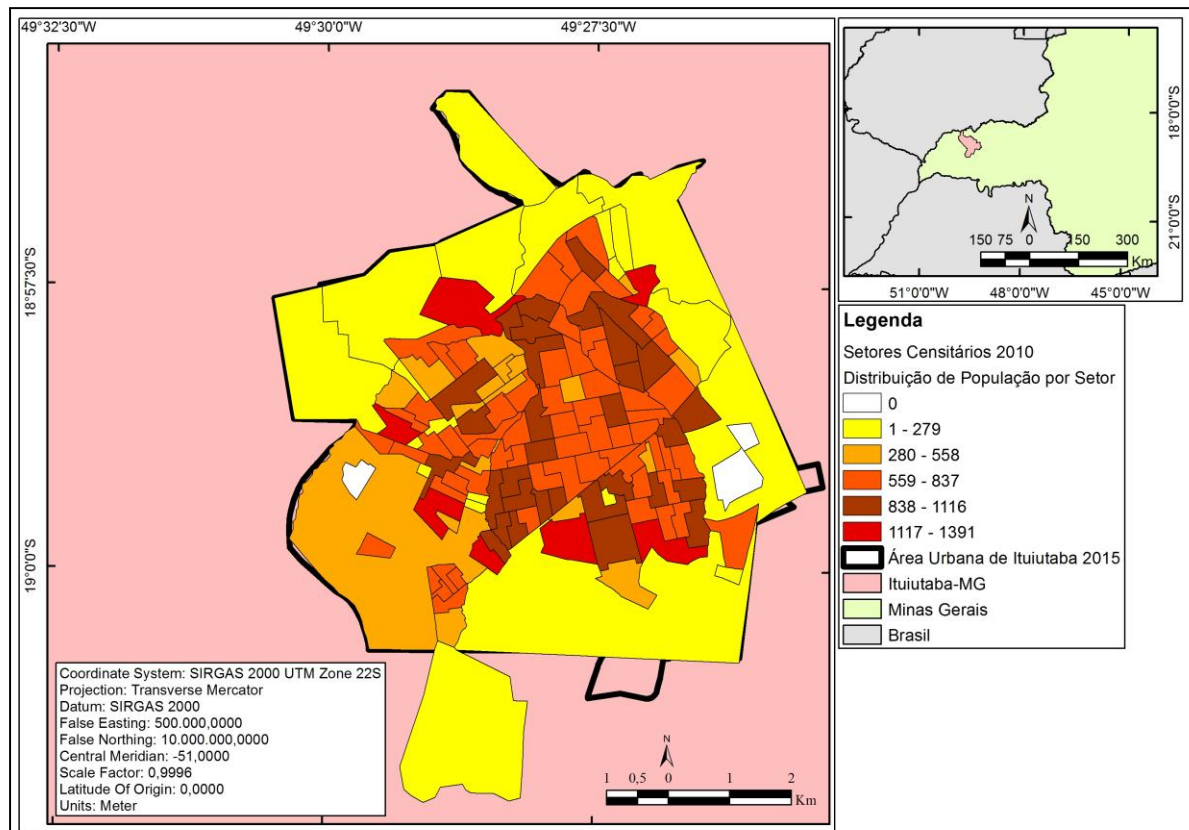 49°32'30"W
49°30'0"W
49°27'30"W
18°57'30"S
19°0'0"S
18°0'0"S
21°0'0"S
N
150 75 0 150 300
Km
51°0'0"W
48°0'0"W
45°0'0"W
Legenda
Setores Censitários 2010
Distribuição de População por Setor
0
1 - 279
280 - 558
559 - 837
838 - 1116
1117 - 1391
Área Urbana de Ituiutaba 2015
Ituiutaba-MG
Minas Gerais
Brasil
Coordinate System: SIRGAS 2000 UTM Zone 22S
Projection: Transverse Mercator
Datum: SIRGAS 2000
False Easting: 500.000,0000
False Northing: 10.000.000,0000
Central Meridian: -51,0000
Scale Factor: 0,9996
Latitude Of Origin: 0,0000
Units: Meter
N
1 0,5 0 1 2
Km